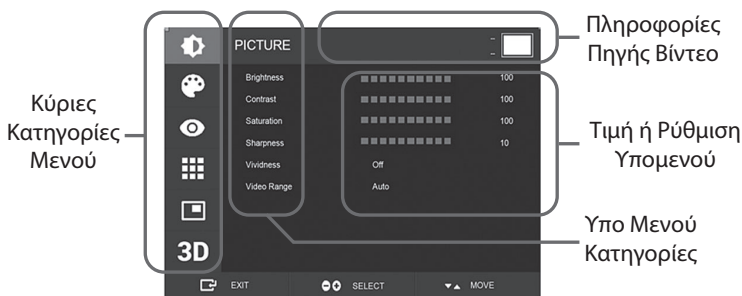 Κύριες
Κατηγορίες
Μενού
PICTURE
Brightness 100
Contrast 100
Saturation 100
Sharpness 10
Vividness Off
Video Range Auto
3D
EXIT SELECT MOVE
Πληροφορίες
Πηγής Βίντεο
Τιμή ή Ρύθμιση
Υπομενού
Υπο Μενού
Κατηγορίες